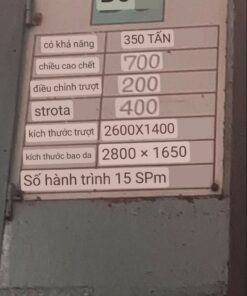 có khả năng 350 TẤN
chiều cao chết 700
điều chỉnh trượt 200
strota 400
kích thước trượt 2600X1400
kích thước bao da 2800 × 1650
Số hành trình 15 SPm